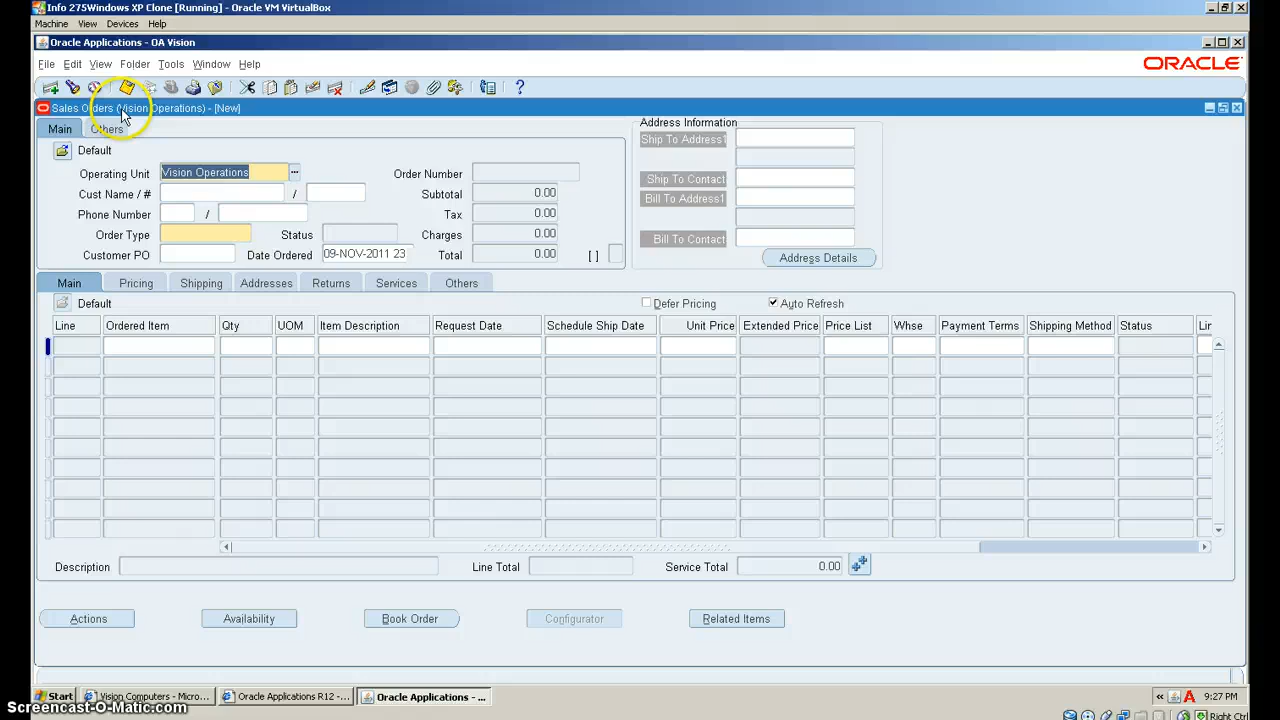 Info 275Windows XP Clone [Running] - Oracle VM VirtualBox
Machine View Devices Help
Oracle Applications - OA Vision
File Edit View Folder Tools Window Help
ORACLE
Sales Orders (Vision Operations) - [New]
Main Others
Default
Operating Unit Vision Operations
Order Number
Cust Name / # /
Subtotal 0.00
Phone Number /
Tax 0.00
Order Type
Status
Charges 0.00
Customer PO
Date Ordered 09-NOV-2011 23
Total 0.00 [ ]
Address Information
Ship To Address1
Ship To Contact
Bill To Address1
Bill To Contact
Address Details
Main Pricing Shipping Addresses Returns Services Others
Default
Defer Pricing Auto Refresh
Line Ordered Item Qty UOM Item Description Request Date Schedule Ship Date Unit Price Extended Price Price List Whse Payment Terms Shipping Method Status
Description Line Total Service Total 0.00
Actions Availability Book Order Configurator Related Items
Start Vision Computers - Micro... Oracle Applications R12 -... Oracle Applications - ... 9:27 PM
Screencast-O-Matic.com
Right Ctrl